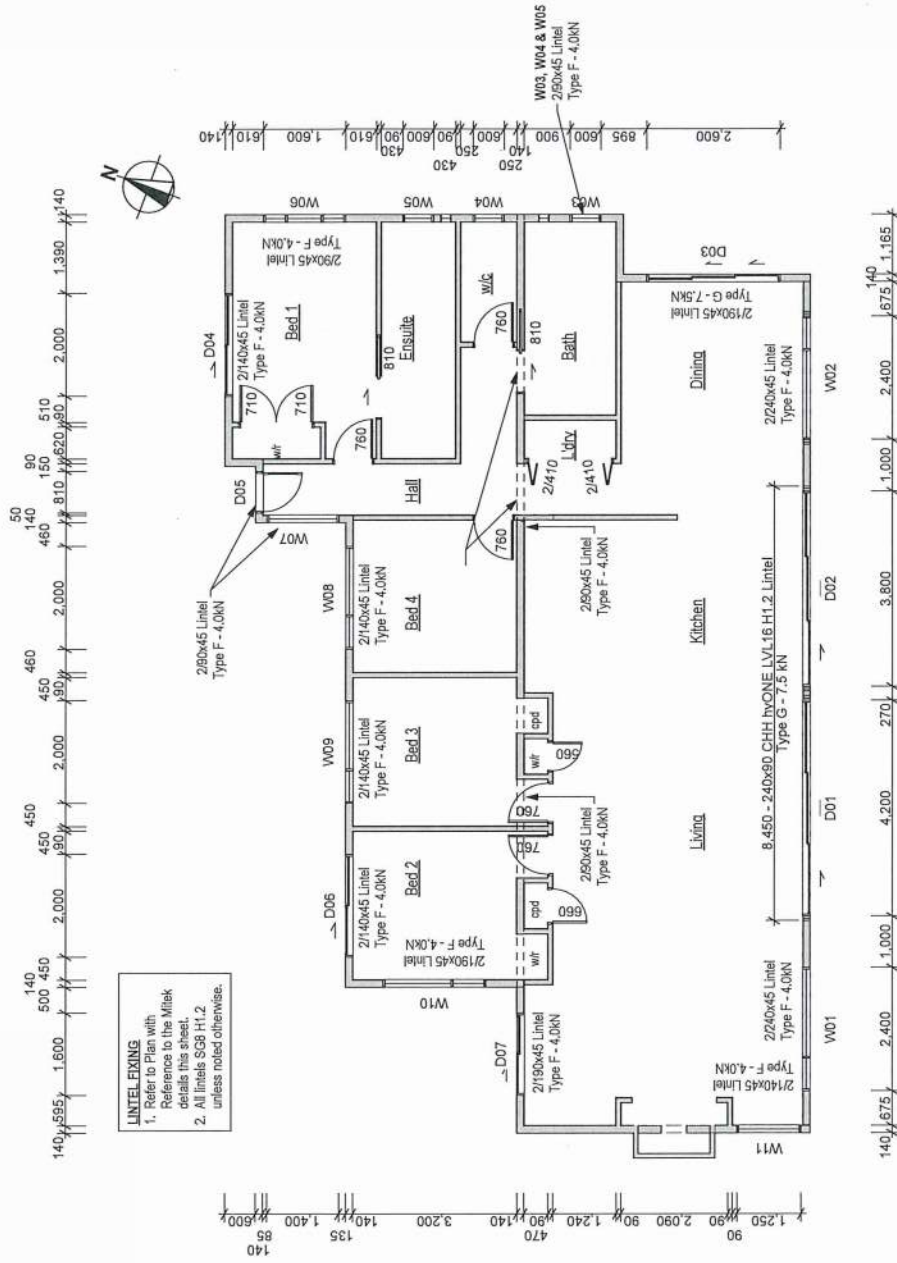 140
595
1,600
500
140
450
2,000
450
90
450
2,000
450
90
460
2,000
460
140
50
810
150
90
620
90
510
2,000
1,390
140
N
LINTEL FIXING
1. Refer to Plan with
Reference to the Mitek
details this sheet.
2. All lintels SG8 H1.2
unless noted otherwise.
2/90x45 Lintel
Type F - 4.0kN
D05
D04
2/140x45 Lintel
Type F - 4.0kN
2/90x45 Lintel
Type F - 4.0kN
W06
710
710
w/r
Bed 1
760
810
W07
D06
W09
W08
2/140x45 Lintel
Type F - 4.0kN
2/140x45 Lintel
Type F - 4.0kN
2/140x45 Lintel
Type F - 4.0kN
Hall
Ensuite
W05
Bed 2
Bed 3
Bed 4
W10
2/190x45 Lintel
Type F - 4.0kN
w/c
W04
760
760
D07
2/190x45 Lintel
Type F - 4.0kN
w/r
cpd
660
760
760
w/r
560
cpd
2/90x45 Lintel
Type F - 4.0kN
2/90x45 Lintel
Type F - 4.0kN
2/410
2/410
L'dry
810
Bath
W03
W03, W04 & W05
2/90x45 Lintel
Type F - 4.0kN
Living
Kitchen
Dining
2/190x45 Lintel
Type G - 7.5kN
D03
2/140x45 Lintel
Type F - 4.0kN
W11
2/240x45 Lintel
Type F - 4.0kN
8.450 - 240x90 CHH hyONE LVL16 H1.2 Lintel
Type G - 7.5 kN
2/240x45 Lintel
Type F - 4.0kN
W01
D01
D02
W02
140
675
2,400
1,000
4,200
270
3,800
1,000
2,400
675
140
1,165
600
85
140
1,400
135
140
3,200
140
470
90
1,240
90
2,090
90
90
1,250
140
610
1,600
610
90
430
600
90
430
250
600
140
250
900
600
895
2,600